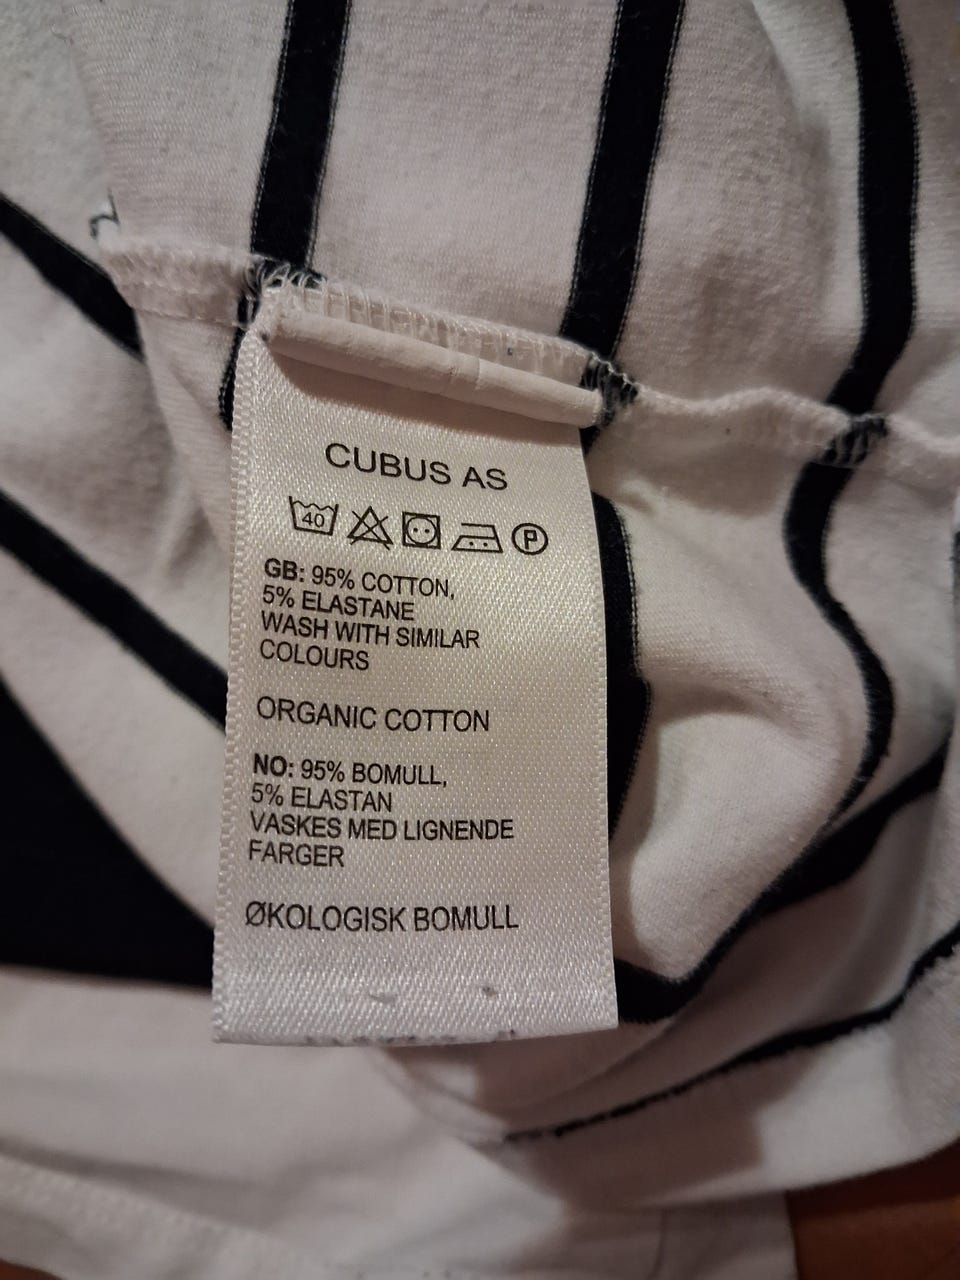 CUBUS AS
40 P
GB: 95% COTTON,
5% ELASTANE
WASH WITH SIMILAR
COLOURS
ORGANIC COTTON
NO: 95% BOMULL,
5% ELASTAN
VASKES MED LIGNENDE
FARGER
ØKOLOGISK BOMULL